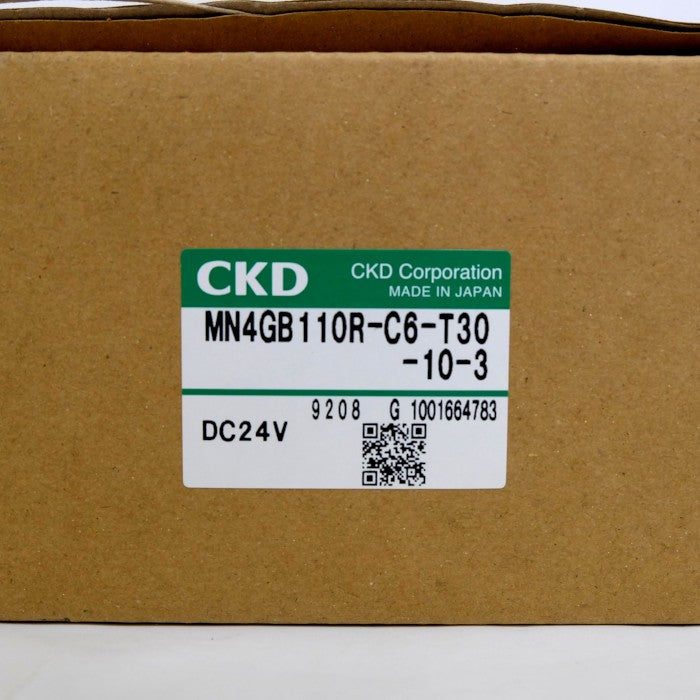 CKD
CKD Corporation
MADE IN JAPAN
MN4GB110R-C6-T30
-10-3
9208 G 1001664783
DC24V